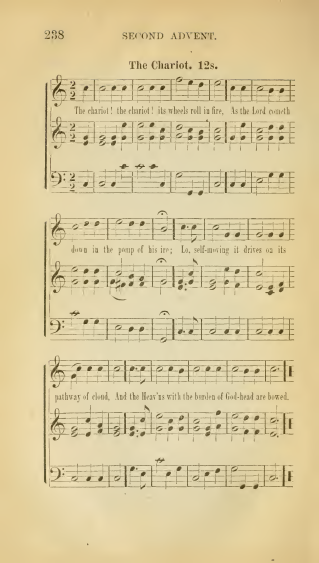 238 SECOND ADVENT.
The Chariot. 12s.
The chariot! the chariot! its wheels roll in fire, As the Lord cometh
down in the pomp of his ire; Lo, self-moving it drives on its
pathway of cloud, And the Heav'ns with the burden of God-head are bowed.